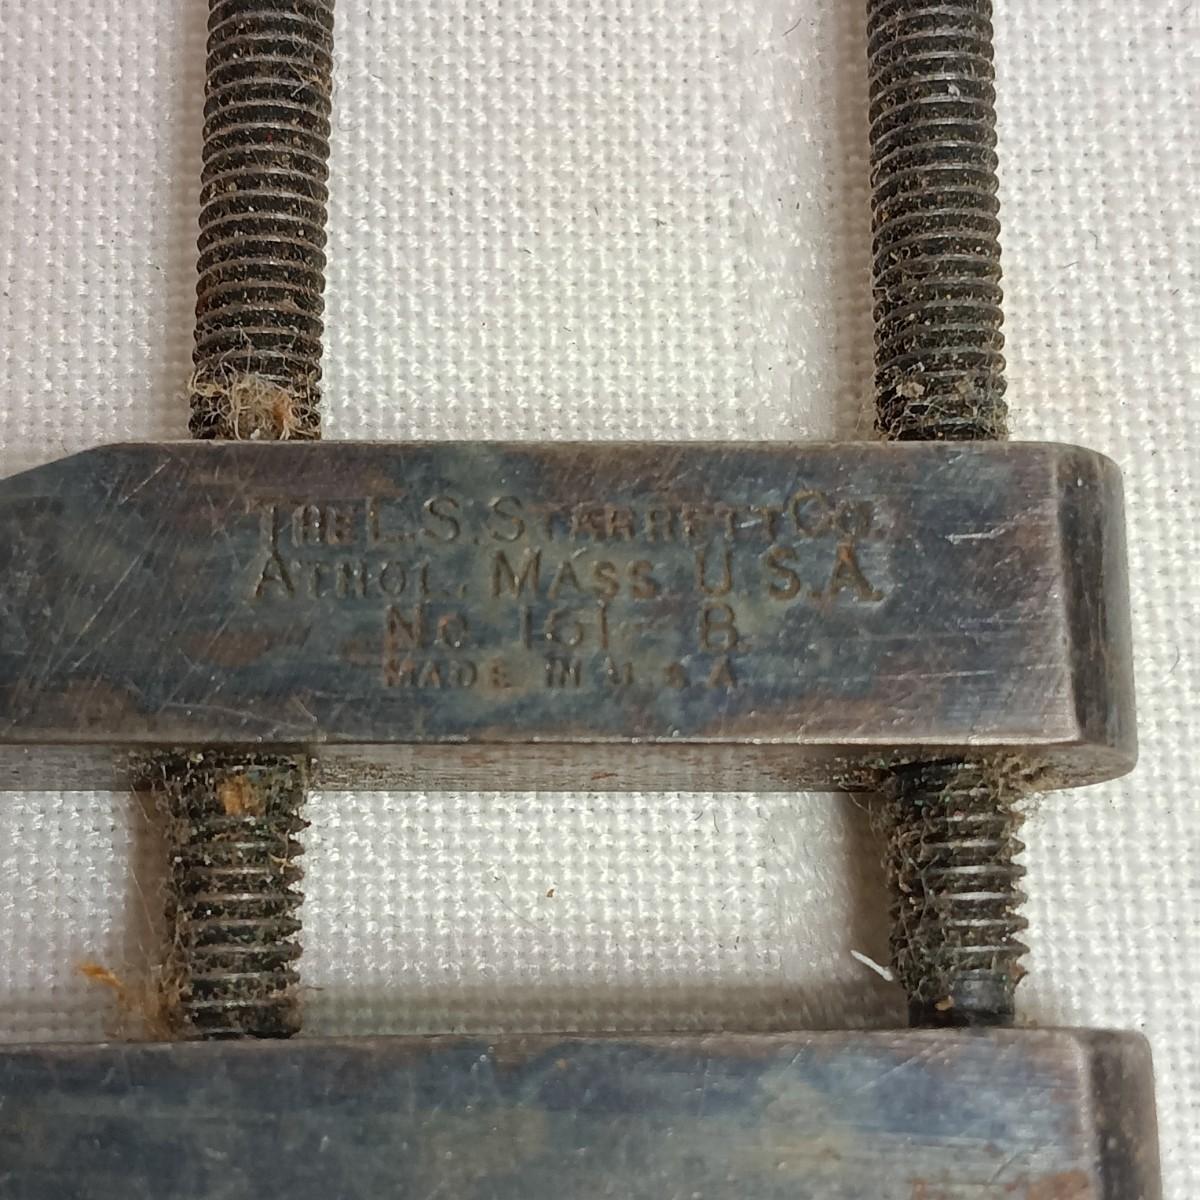 THE L.S. STARRETT CO.
ATHOL, MASS. U.S.A.
No. 161-B.
MADE IN U.S.A.